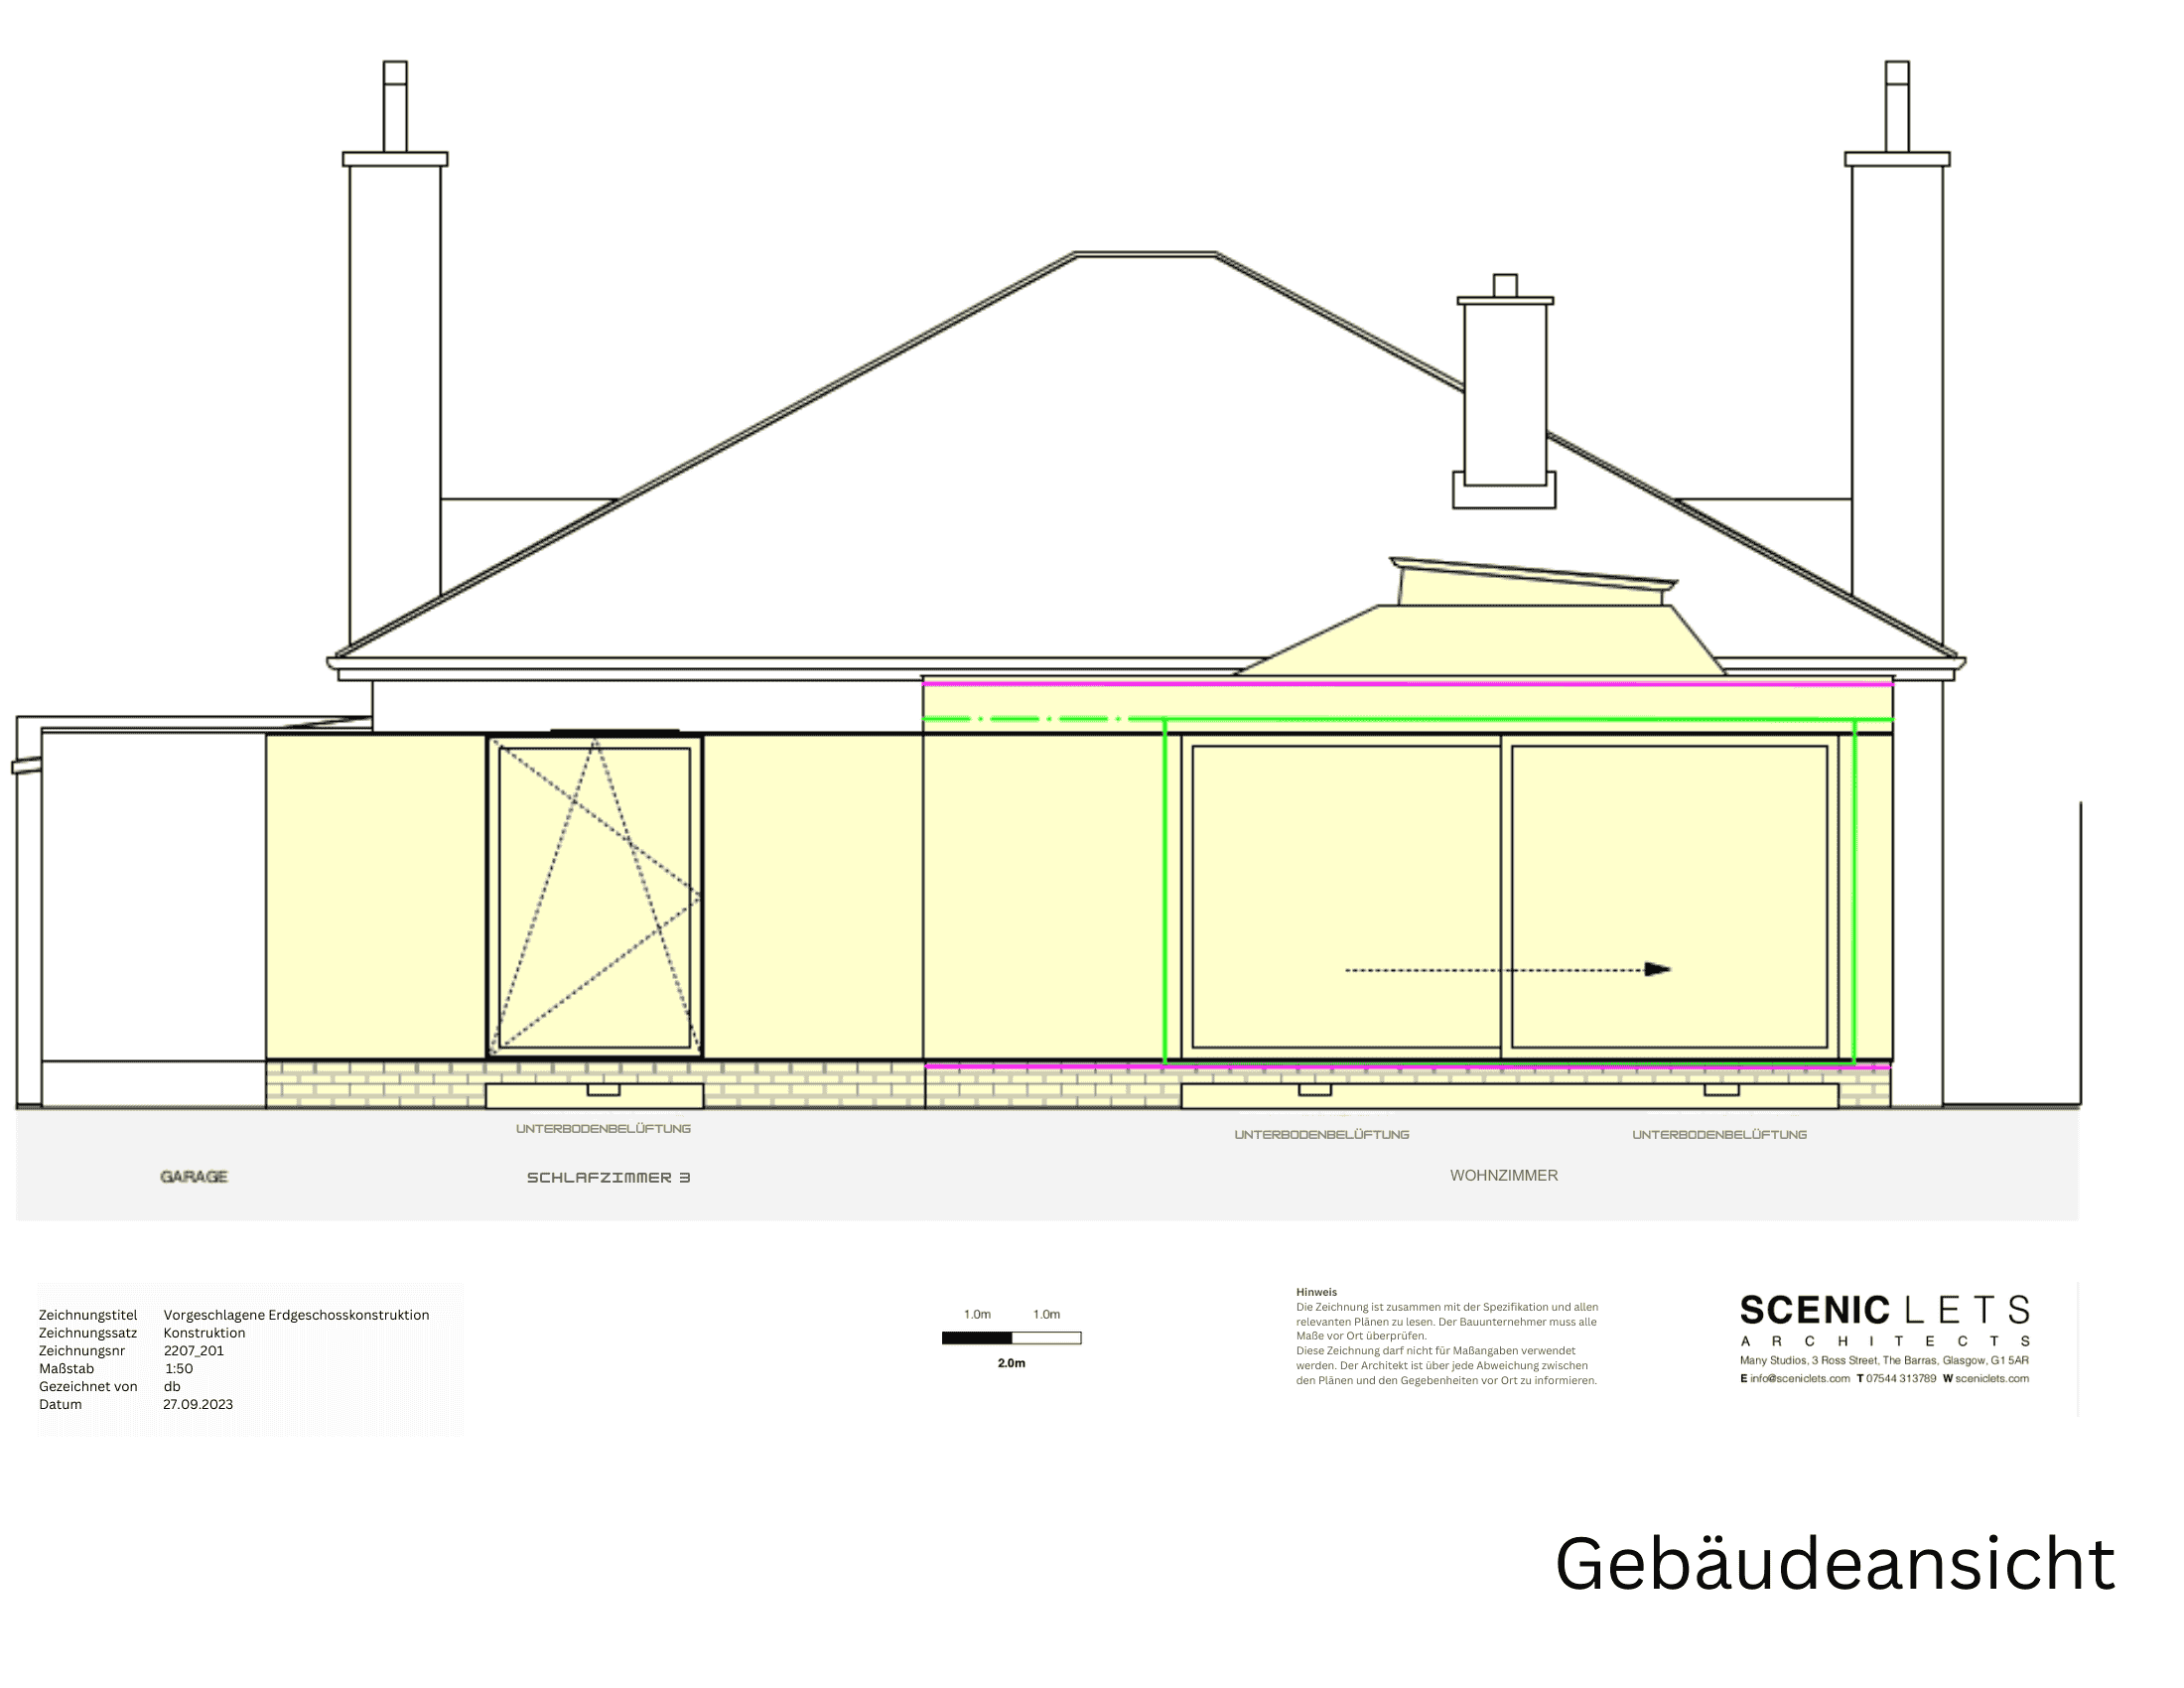 UNTERBODENBELÜFTUNG
UNTERBODENBELÜFTUNG
UNTERBODENBELÜFTUNG
GARAGE
SCHLAFZIMMER 3
WOHNZIMMER
Zeichnungstitel Vorgeschlagene Erdgeschosskonstruktion
Zeichnungssatz Konstruktion
Zeichnungsnr 2207_201
Maßstab 1:50
Gezeichnet von db
Datum 27.09.2023
1.0m 1.0m
2.0m
Hinweis
Die Zeichnung ist zusammen mit der Spezifikation und allen
relevanten Plänen zu lesen. Der Bauunternehmer muss alle
Maße vor Ort überprüfen.
Diese Zeichnung darf nicht für Maßangaben verwendet
werden. Der Architekt ist über jede Abweichung zwischen
den Plänen und den Gegebenheiten vor Ort zu informieren.
SCENIC LETS
ARCHITECTS
Many Studios, 3 Ross Street, The Barras, Glasgow, G1 5AR
E info@sceniclets.com T 07544 313789 W sceniclets.com
Gebäudeansicht